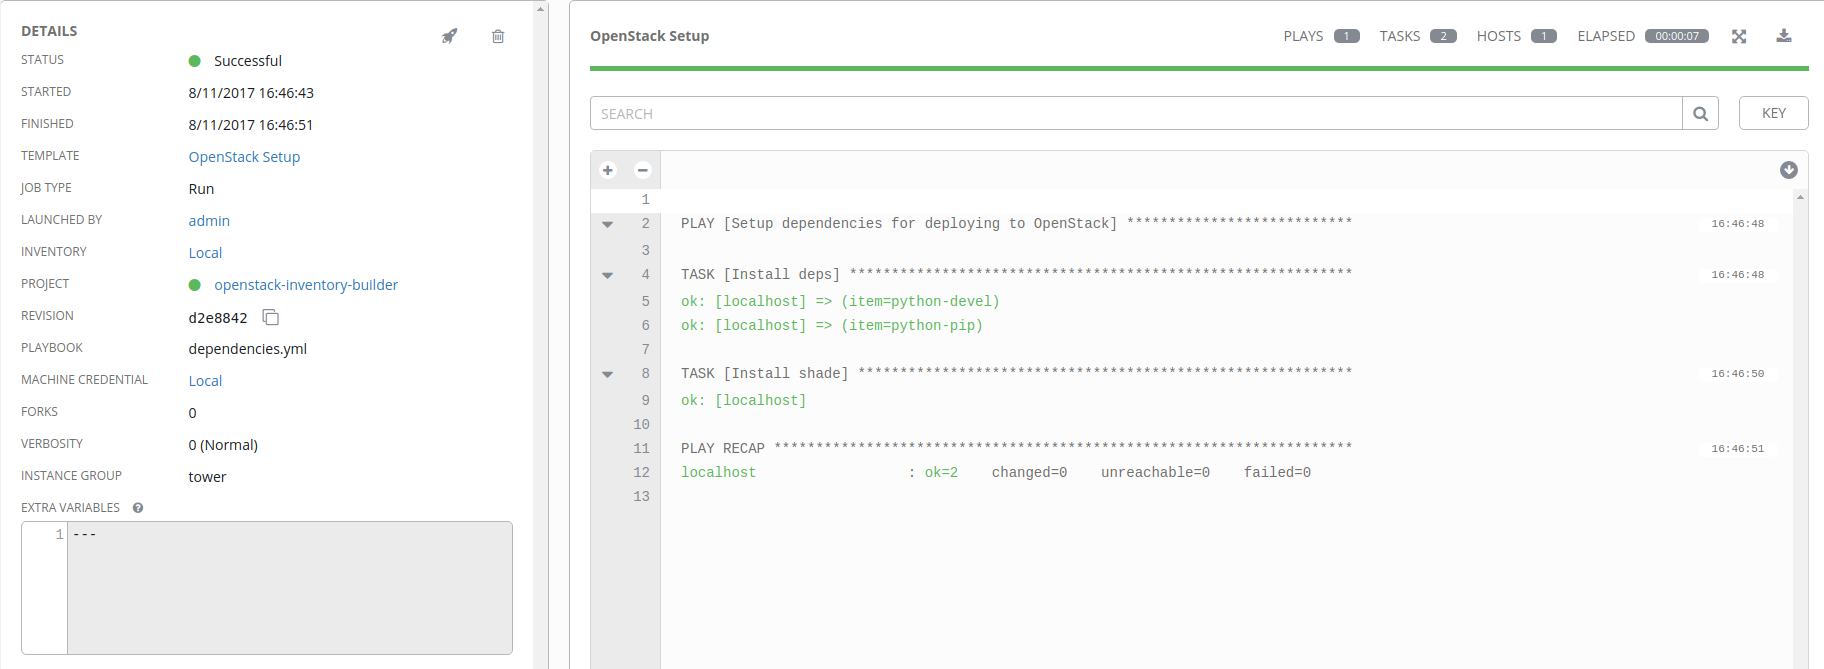 DETAILS
STATUS Successful
STARTED 8/11/2017 16:46:43
FINISHED 8/11/2017 16:46:51
TEMPLATE OpenStack Setup
JOB TYPE Run
LAUNCHED BY admin
INVENTORY Local
PROJECT openstack-inventory-builder
REVISION d2e8842
PLAYBOOK dependencies.yml
MACHINE CREDENTIAL Local
FORKS 0
VERBOSITY 0 (Normal)
INSTANCE GROUP tower
EXTRA VARIABLES ?
1 ---
OpenStack Setup PLAYS 1 TASKS 2 HOSTS 1 ELAPSED 00:00:07
SEARCH KEY
1
2 PLAY [Setup dependencies for deploying to OpenStack] *************************** 16:46:48
3
4 TASK [Install deps] ************************************************************ 16:46:48
5 ok: [localhost] => (item=python-devel)
6 ok: [localhost] => (item=python-pip)
7
8 TASK [Install shade] *********************************************************** 16:46:50
9 ok: [localhost]
10
11 PLAY RECAP ********************************************************************* 16:46:51
12 localhost : ok=2 changed=0 unreachable=0 failed=0
13